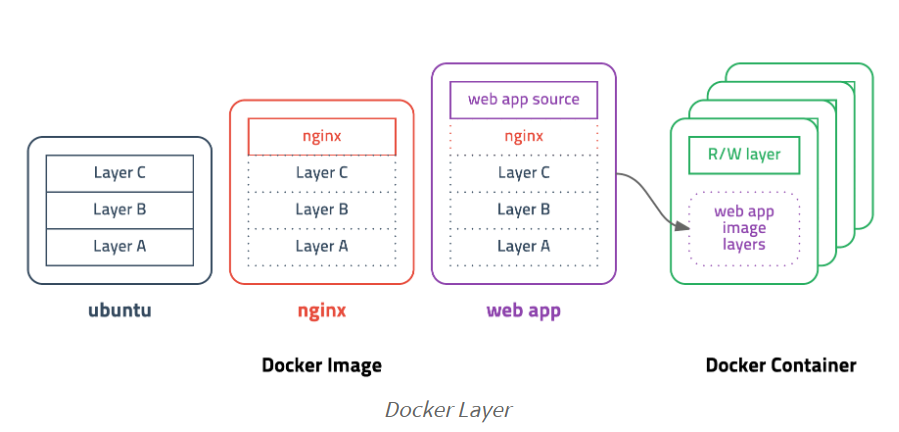 Layer C
Layer B
Layer A
ubuntu
nginx
Layer C
Layer B
Layer A
nginx
web app source
nginx
Layer C
Layer B
Layer A
web app
R/W layer
web app
image
layers
Docker Image
Docker Container
Docker Layer